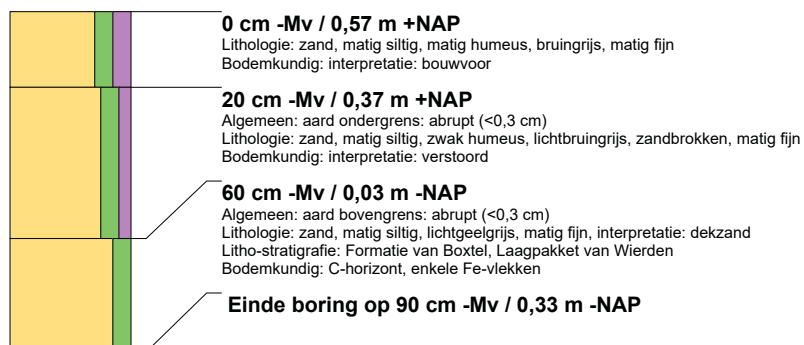 0 cm -Mv / 0,57 m +NAP
Lithologie: zand, matig siltig, matig humeus, bruingrijs, matig fijn
Bodemkundig: interpretatie: bouwvoor
20 cm -Mv / 0,37 m +NAP
Algemeen: aard ondergrens: abrupt (<0,3 cm)
Lithologie: zand, matig siltig, zwak humeus, lichtbruingrijs, zandbrokken, matig fijn
Bodemkundig: interpretatie: verstoord
60 cm -Mv / 0,03 m -NAP
Algemeen: aard bovengrens: abrupt (<0,3 cm)
Lithologie: zand, matig siltig, lichtgeelgrijs, matig fijn, interpretatie: dekzand
Litho-stratigrafie: Formatie van Boxtel, Laagpakket van Wierden
Bodemkundig: C-horizont, enkele Fe-vlekken
Einde boring op 90 cm -Mv / 0,33 m -NAP